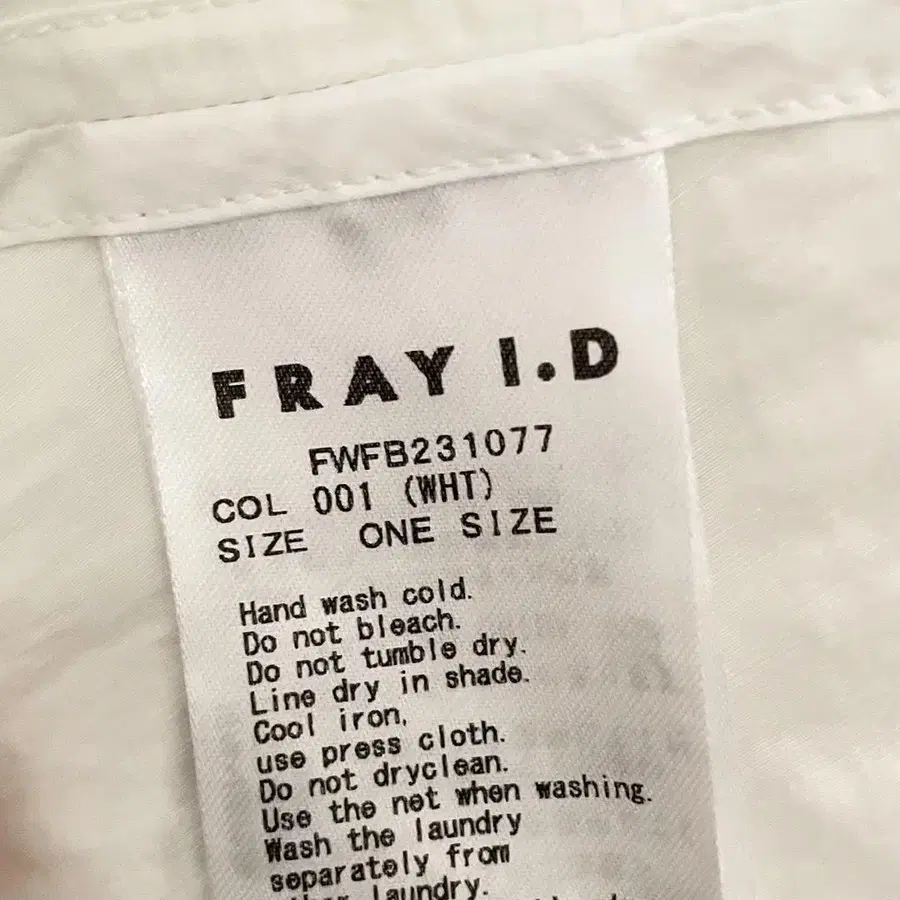 FRAY I.D
FWFB231077
COL 001 (WHT)
SIZE ONE SIZE
Hand wash cold.
Do not bleach.
Do not tumble dry.
Line dry in shade.
Cool iron,
use press cloth.
Do not dryclean.
Use the net when washing.
Wash the laundry
separately from
other laundry.